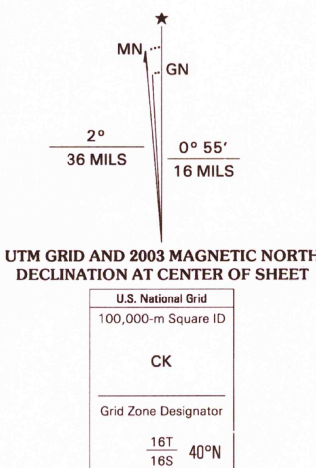 ★
MN
GN
2°
36 MILS
0° 55′
16 MILS
UTM GRID AND 2003 MAGNETIC NORTH
DECLINATION AT CENTER OF SHEET
U.S. National Grid
100,000-m Square ID
CK
Grid Zone Designator
16T
16S
40°N